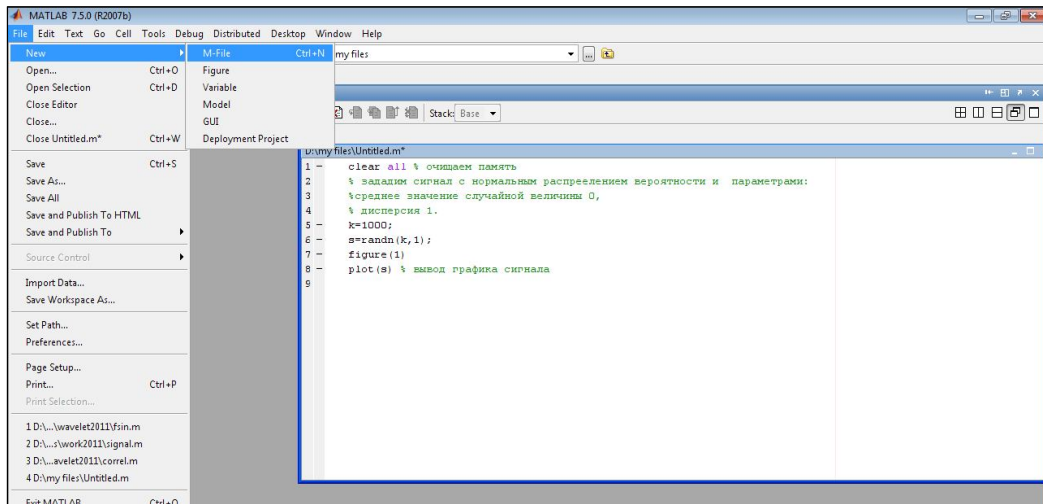 MATLAB 7.5.0 (R2007b)
File Edit Text Go Cell Tools Debug Distributed Desktop Window Help
New
Open... Ctrl+O
Open Selection Ctrl+D
Close Editor
Close...
Close Untitled.m* Ctrl+W
Save Ctrl+S
Save As...
Save All
Save and Publish To HTML
Save and Publish To
Source Control
Import Data...
Save Workspace As...
Set Path...
Preferences...
Page Setup...
Print... Ctrl+P
Print Selection...
1 D:\...\wavelet2011\fsin.m
2 D:\...s\work2011\signal.m
3 D:\...avelet2011\correl.m
4 D:\my files\Untitled.m
Exit MATLAB Ctrl+Q
M-File Ctrl+N
Figure
Variable
Model
GUI
Deployment Project
my files
Stack: Base
D:\my files\Untitled.m*
1 - clear all % очищаем память
2 % зададим сигнал с нормальным распреелением вероятности и параметрами:
3 %среднее значение случайной величины 0,
4 % дисперсия 1.
5 - k=1000;
6 - s=randn(k,1);
7 - figure(1)
8 - plot(s) % вывод графика сигнала
9